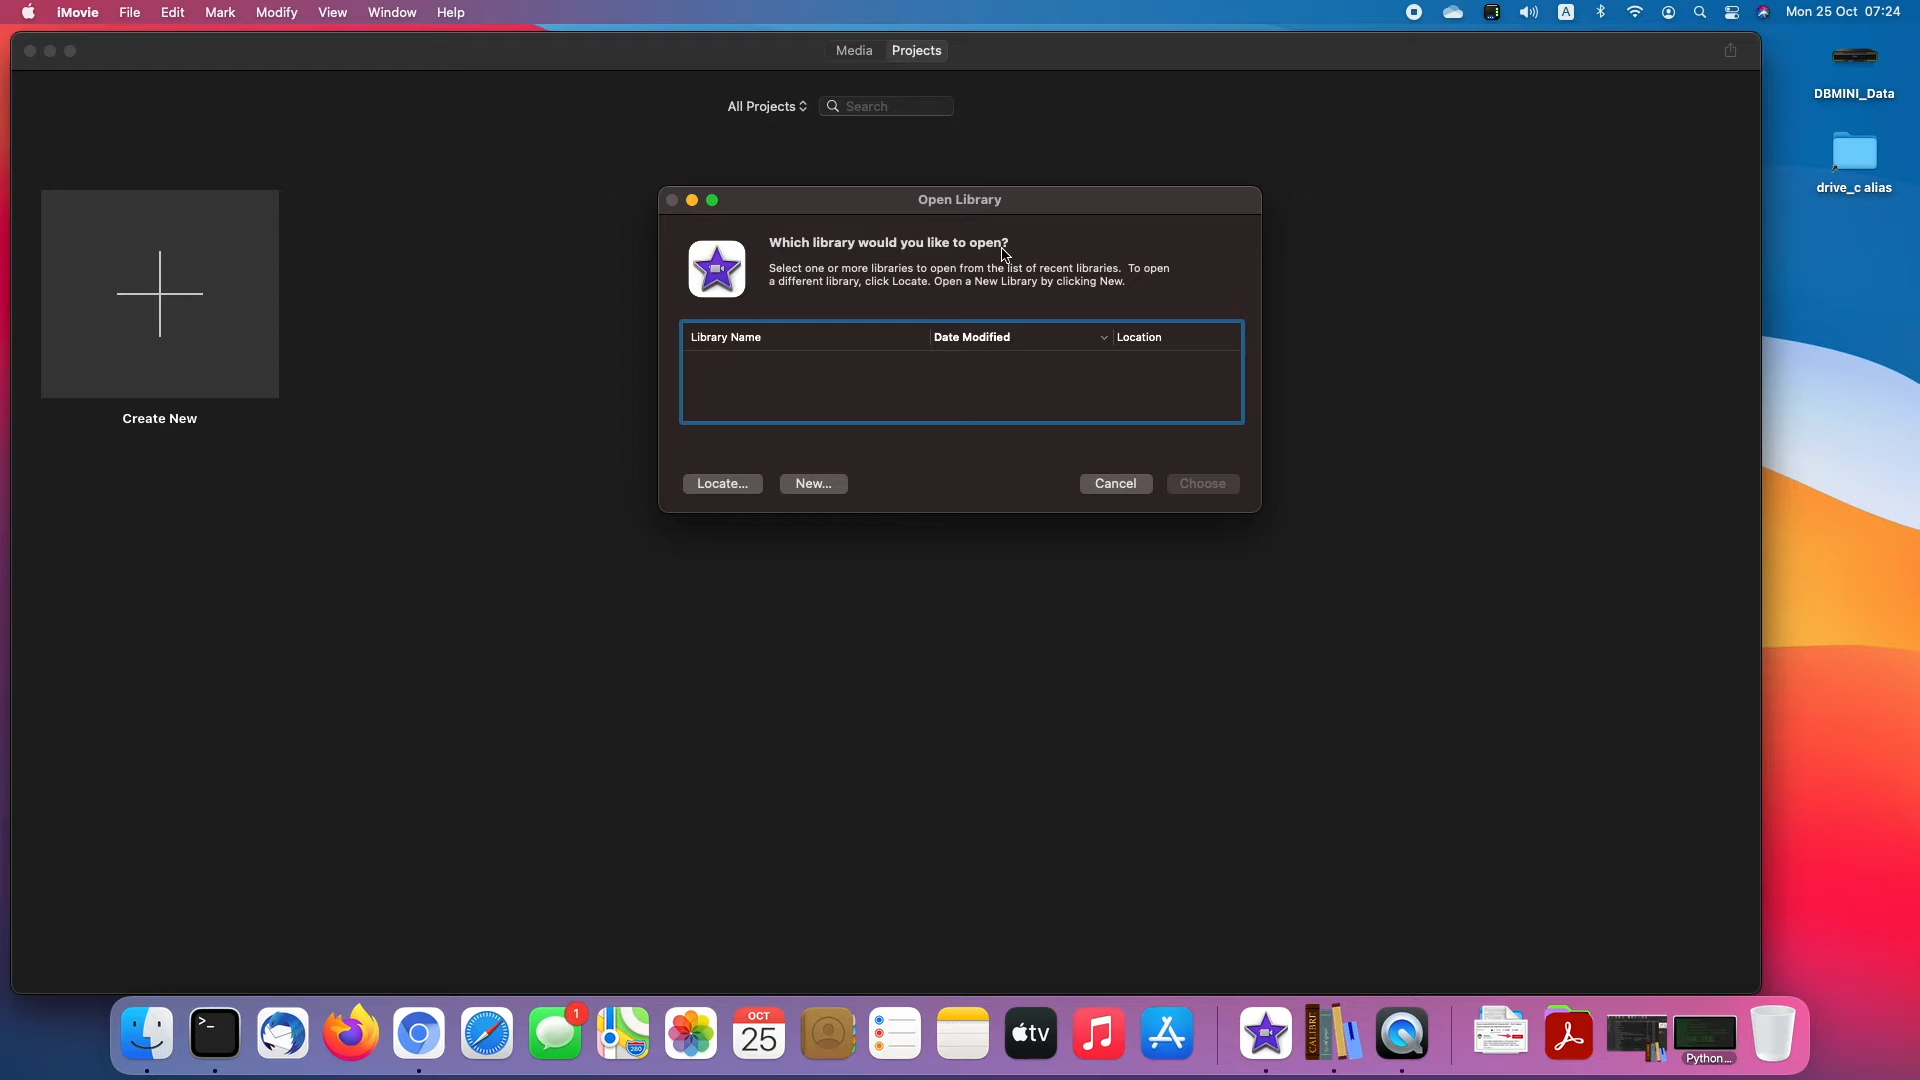 iMovie File Edit Mark Modify View Window Help
A
Mon 25 Oct 07:24
Media Projects
All Projects Search
DBMINI_Data
drive_c alias
Create New
Open Library
Which library would you like to open?
Select one or more libraries to open from the list of recent libraries. To open
a different library, click Locate. Open a New Library by clicking New.
Library Name Date Modified Location
Locate... New... Cancel Choose
>_
1
280
OCT
25
tv
CALIBRE
Python...